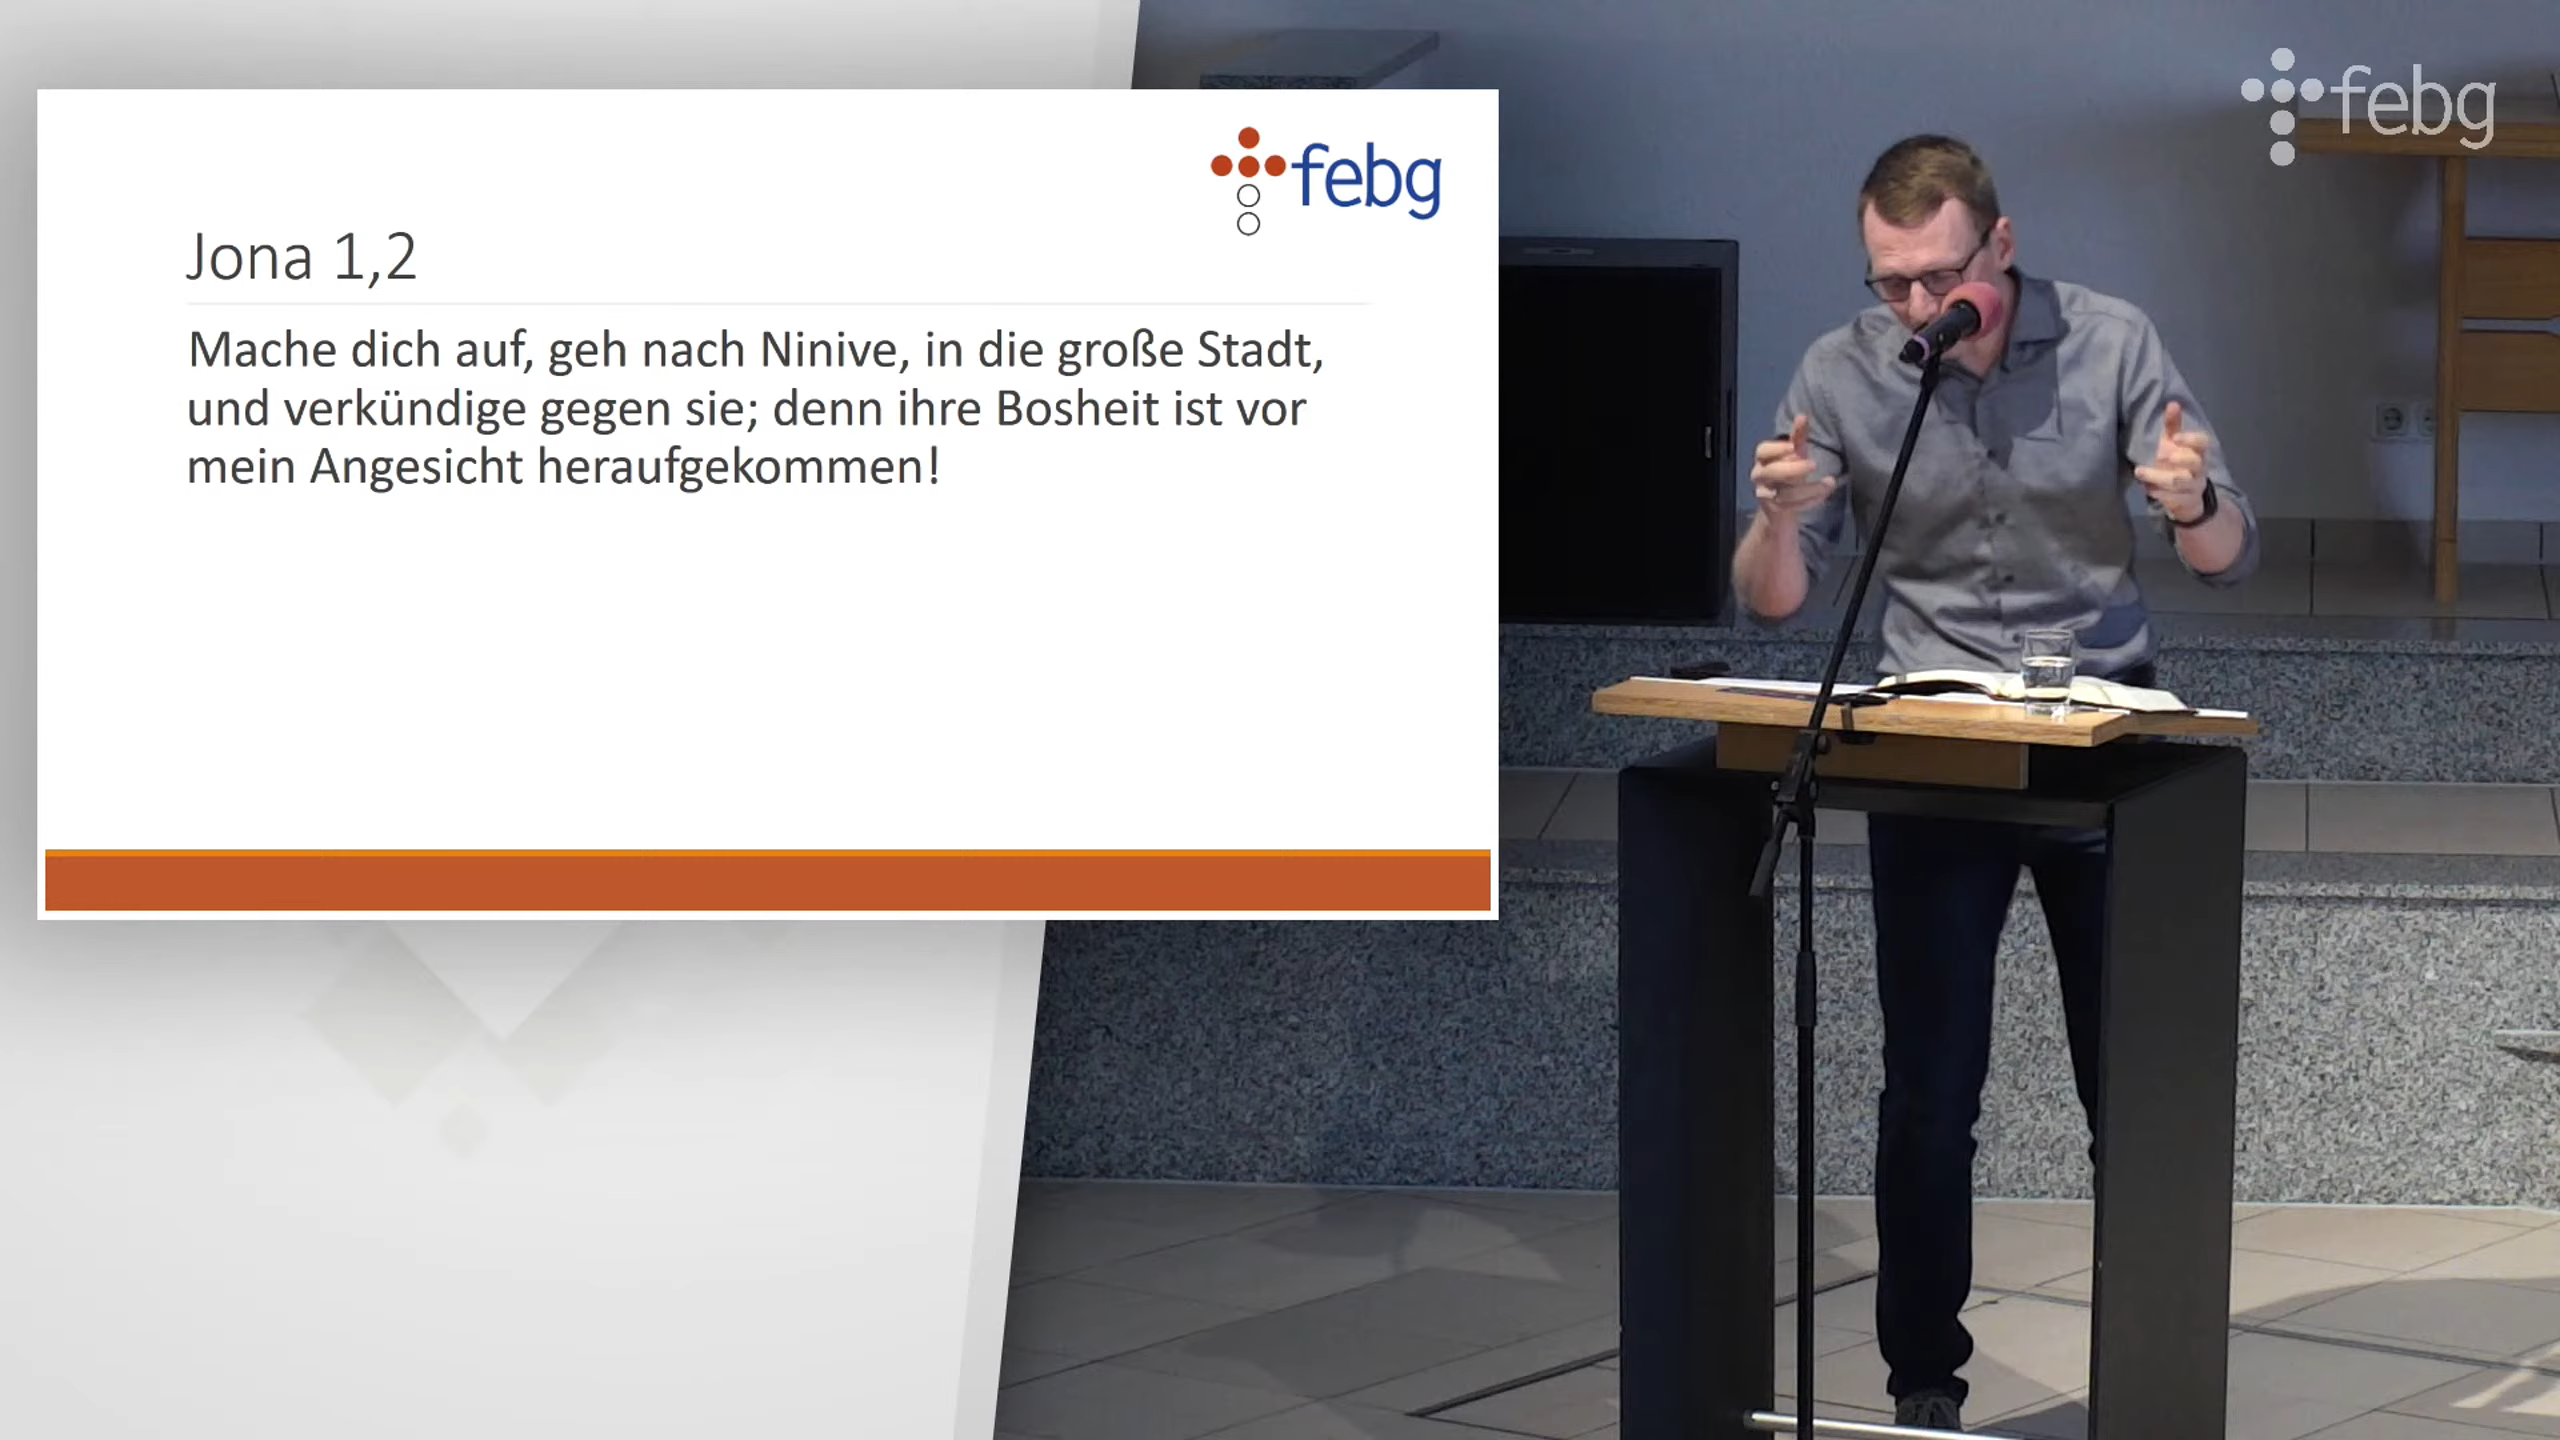 febg
Jona 1,2
Mache dich auf, geh nach Ninive, in die große Stadt,
und verkündige gegen sie; denn ihre Bosheit ist vor
mein Angesicht heraufgekommen!
febg